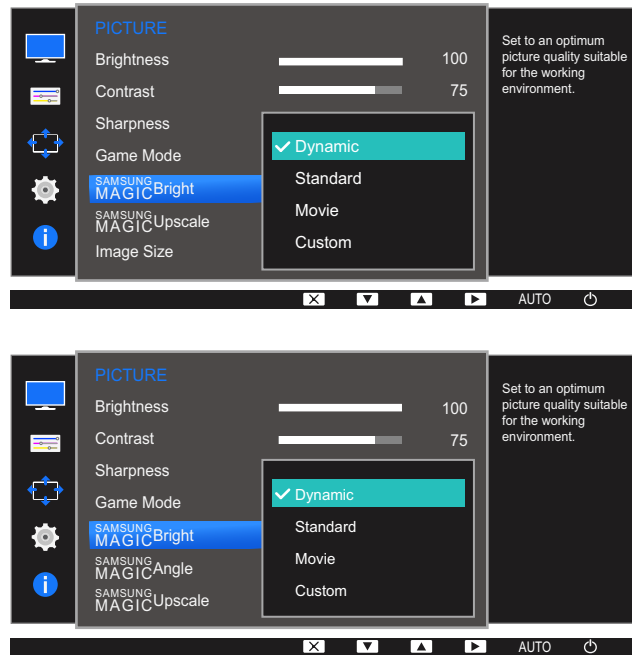 PICTURE
Brightness 100
Contrast 75
Sharpness
Game Mode
SAMSUNG
MAGICBright
SAMSUNG
MAGICUpscale
Image Size
Dynamic
Standard
Movie
Custom
Set to an optimum
picture quality suitable
for the working
environment.
AUTO
PICTURE
Brightness 100
Contrast 75
Sharpness
Game Mode
SAMSUNG
MAGICBright
SAMSUNG
MAGICAngle
SAMSUNG
MAGICUpscale
Dynamic
Standard
Movie
Custom
Set to an optimum
picture quality suitable
for the working
environment.
AUTO